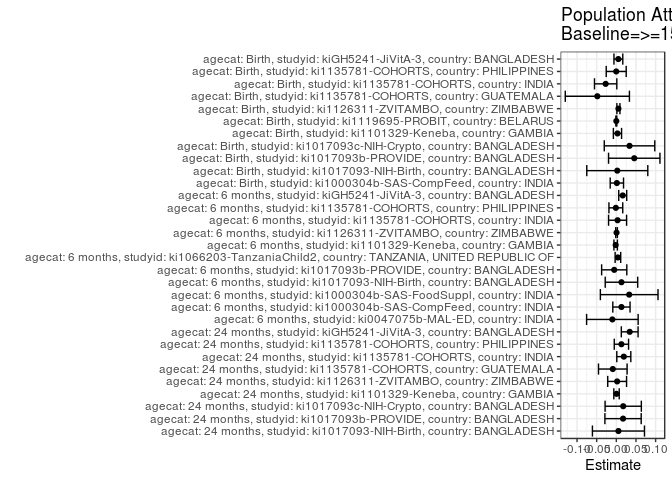 Population Att
Baseline=>=15
agecat: Birth, studyid: kiGH5241-JiVitA-3, country: BANGLADESH
agecat: Birth, studyid: ki1135781-COHORTS, country: PHILIPPINES
agecat: Birth, studyid: ki1135781-COHORTS, country: INDIA
agecat: Birth, studyid: ki1135781-COHORTS, country: GUATEMALA
agecat: Birth, studyid: ki1126311-ZVITAMBO, country: ZIMBABWE
agecat: Birth, studyid: ki1119695-PROBIT, country: BELARUS
agecat: Birth, studyid: ki1101329-Keneba, country: GAMBIA
agecat: Birth, studyid: ki1017093c-NIH-Crypto, country: BANGLADESH
agecat: Birth, studyid: ki1017093b-PROVIDE, country: BANGLADESH
agecat: Birth, studyid: ki1017093-NIH-Birth, country: BANGLADESH
agecat: Birth, studyid: ki1000304b-SAS-CompFeed, country: INDIA
agecat: 6 months, studyid: kiGH5241-JiVitA-3, country: BANGLADESH
agecat: 6 months, studyid: ki1135781-COHORTS, country: PHILIPPINES
agecat: 6 months, studyid: ki1135781-COHORTS, country: INDIA
agecat: 6 months, studyid: ki1126311-ZVITAMBO, country: ZIMBABWE
agecat: 6 months, studyid: ki1101329-Keneba, country: GAMBIA
agecat: 6 months, studyid: ki1066203-TanzaniaChild2, country: TANZANIA, UNITED REPUBLIC OF
agecat: 6 months, studyid: ki1017093b-PROVIDE, country: BANGLADESH
agecat: 6 months, studyid: ki1017093-NIH-Birth, country: BANGLADESH
agecat: 6 months, studyid: ki1000304b-SAS-FoodSuppl, country: INDIA
agecat: 6 months, studyid: ki1000304b-SAS-CompFeed, country: INDIA
agecat: 6 months, studyid: ki0047075b-MAL-ED, country: INDIA
agecat: 24 months, studyid: kiGH5241-JiVitA-3, country: BANGLADESH
agecat: 24 months, studyid: ki1135781-COHORTS, country: PHILIPPINES
agecat: 24 months, studyid: ki1135781-COHORTS, country: INDIA
agecat: 24 months, studyid: ki1135781-COHORTS, country: GUATEMALA
agecat: 24 months, studyid: ki1126311-ZVITAMBO, country: ZIMBABWE
agecat: 24 months, studyid: ki1101329-Keneba, country: GAMBIA
agecat: 24 months, studyid: ki1017093c-NIH-Crypto, country: BANGLADESH
agecat: 24 months, studyid: ki1017093b-PROVIDE, country: BANGLADESH
agecat: 24 months, studyid: ki1017093-NIH-Birth, country: BANGLADESH
-0.10 -0.05 0.00 0.05 0.10
Estimate